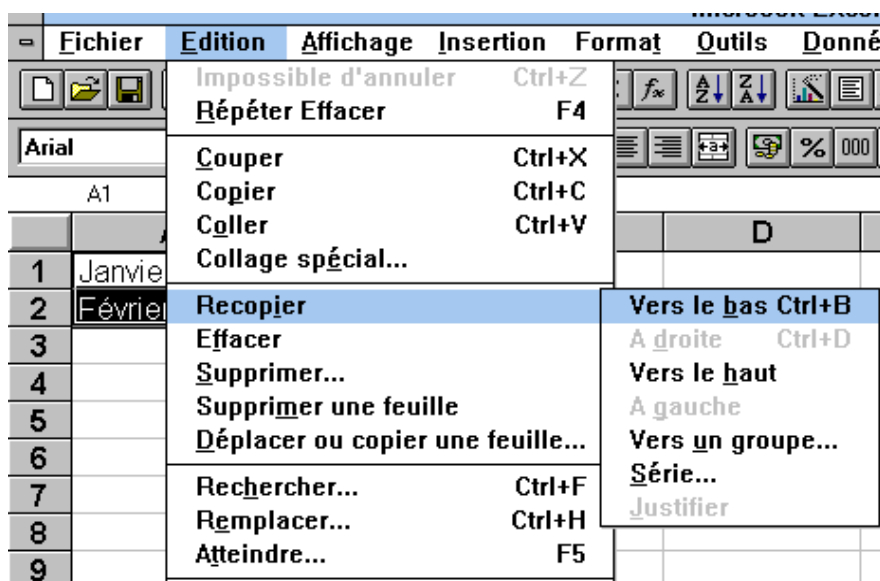 Fichier Edition Affichage Insertion Format Outils Donné
Impossible d'annuler Ctrl+Z
Répéter Effacer F4
Arial
% 000
Couper Ctrl+X
A1
Copier Ctrl+C
Coller Ctrl+V
D
Collage spécial...
1 Janvie
2 Février
Recopier
Vers le bas Ctrl+B
3
Effacer
A droite Ctrl+D
4
Supprimer...
Vers le haut
5
Supprimer une feuille
A gauche
6
Déplacer ou copier une feuille...
Vers un groupe...
Série...
7
Rechercher... Ctrl+F
Justifier
8
Remplacer... Ctrl+H
9
Atteindre... F5